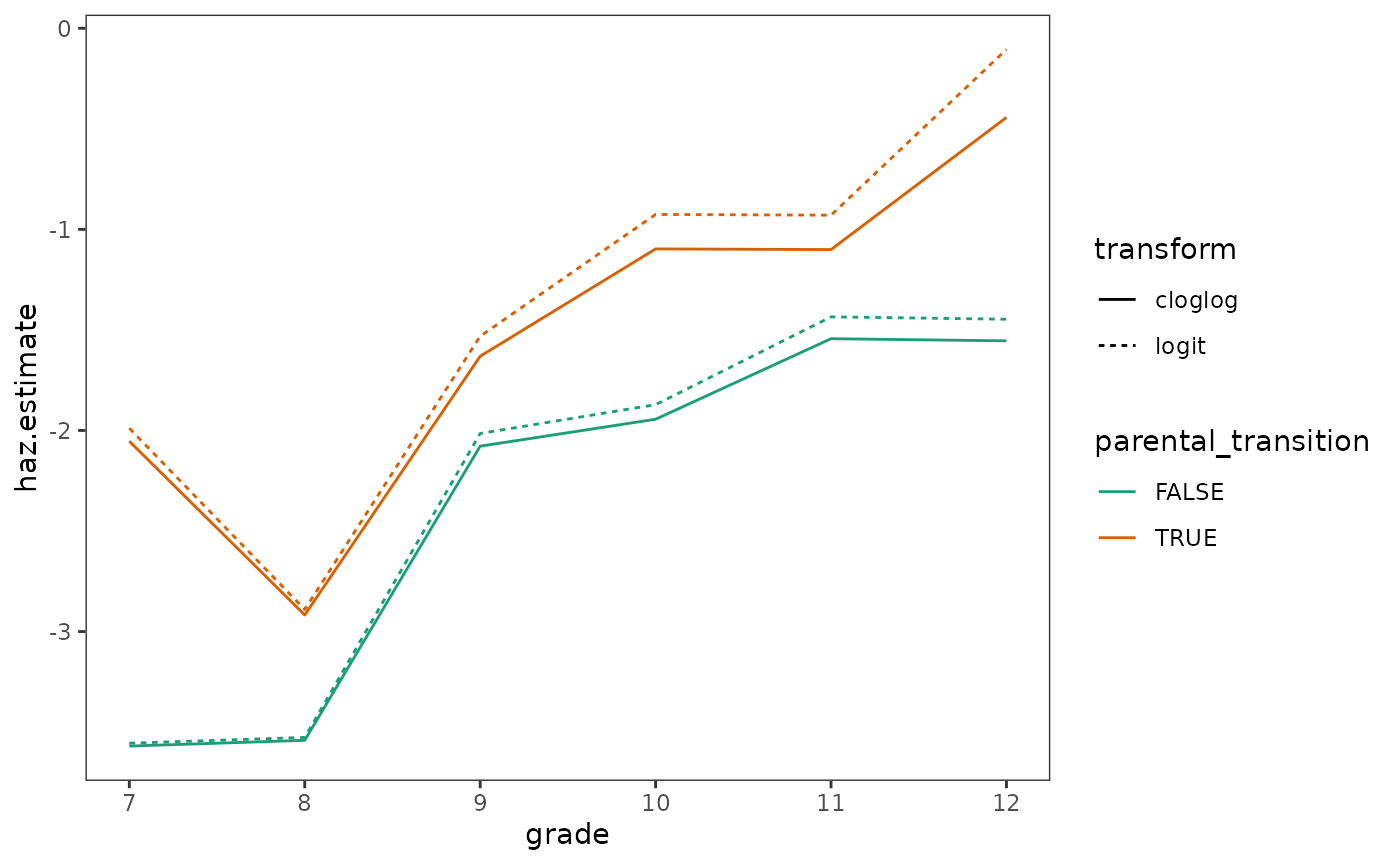 0
-1
-2
-3
haz.estimate
7 8 9 10 11 12
grade
transform
cloglog
logit
parental_transition
FALSE
TRUE